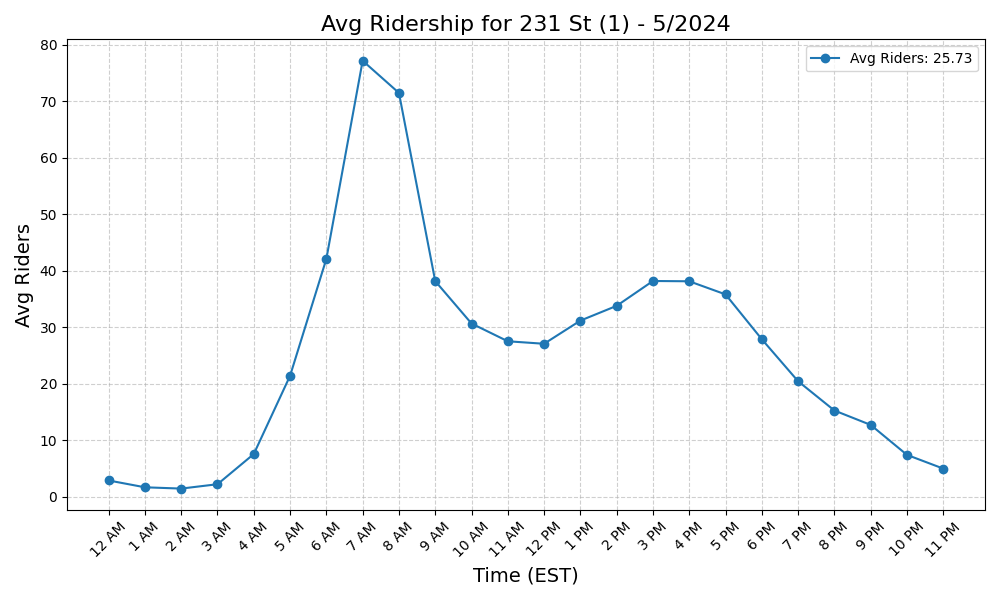 Avg Ridership for 231 St (1) - 5/2024
Avg Riders: 25.73
Avg Riders
80
70
60
50
40
30
20
10
0
12 AM
1 AM
2 AM
3 AM
4 AM
5 AM
6 AM
7 AM
8 AM
9 AM
10 AM
11 AM
12 PM
1 PM
2 PM
3 PM
4 PM
5 PM
6 PM
7 PM
8 PM
9 PM
10 PM
11 PM
Time (EST)